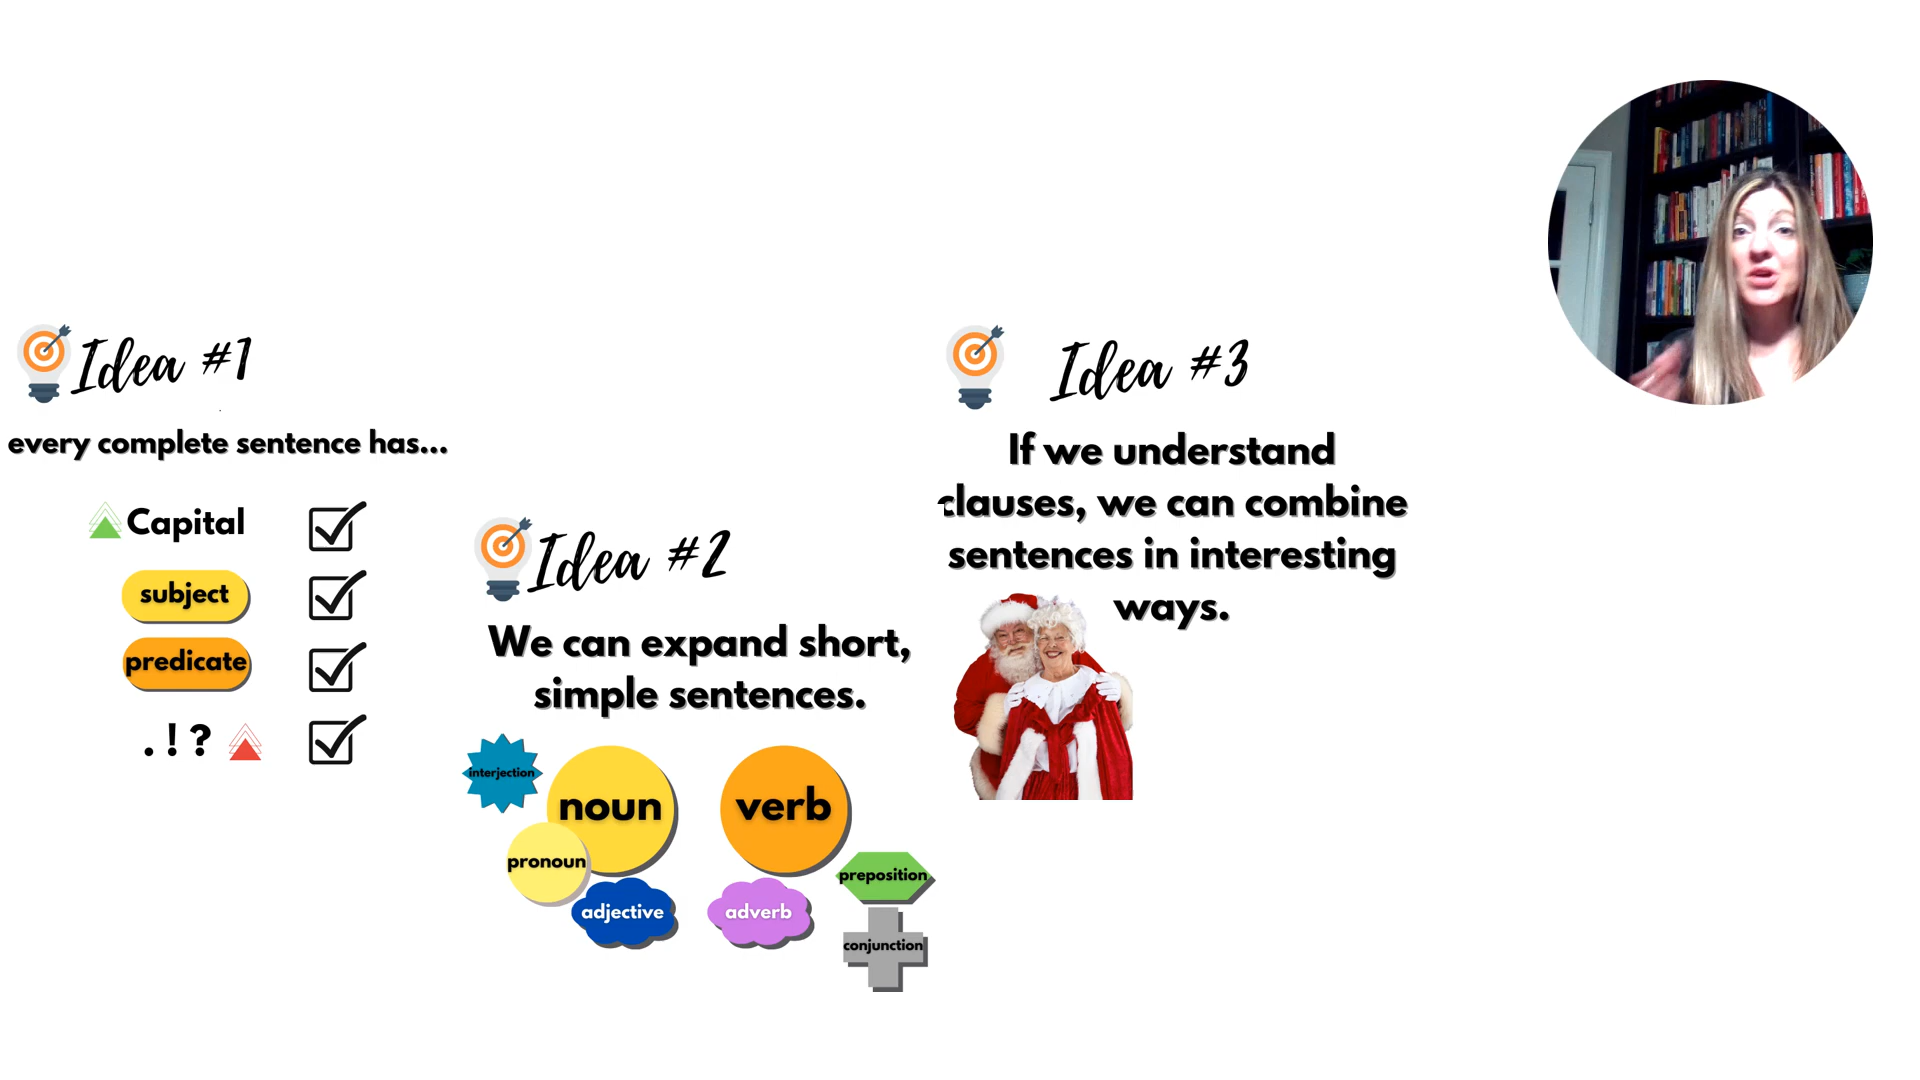 Idea #1
every complete sentence has...
Capital
subject
predicate
. ! ?
Idea #2
We can expand short,
simple sentences.
interjection
noun
verb
pronoun
preposition
adjective
adverb
conjunction
Idea #3
If we understand
clauses, we can combine
sentences in interesting
ways.